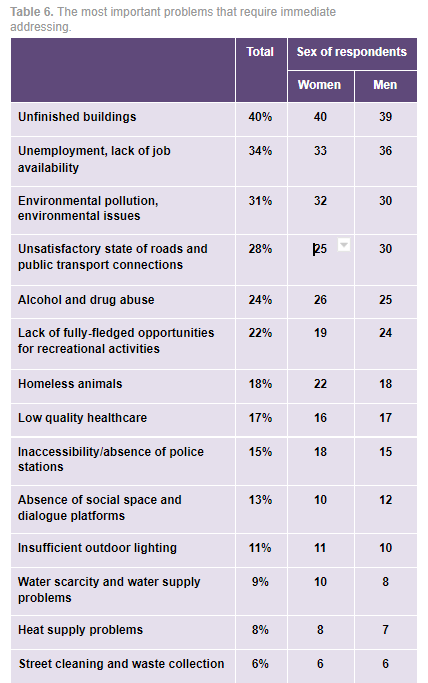 Table 6. The most important problems that require immediate
addressing.
Total
Sex of respondents
Women
Men
Unfinished buildings 40% 40 39
Unemployment, lack of job
availability 34% 33 36
Environmental pollution,
environmental issues 31% 32 30
Unsatisfactory state of roads and
public transport connections 28% 25 30
Alcohol and drug abuse 24% 26 25
Lack of fully-fledged opportunities
for recreational activities 22% 19 24
Homeless animals 18% 22 18
Low quality healthcare 17% 16 17
Inaccessibility/absence of police
stations 15% 18 15
Absence of social space and
dialogue platforms 13% 10 12
Insufficient outdoor lighting 11% 11 10
Water scarcity and water supply
problems 9% 10 8
Heat supply problems 8% 8 7
Street cleaning and waste collection 6% 6 6